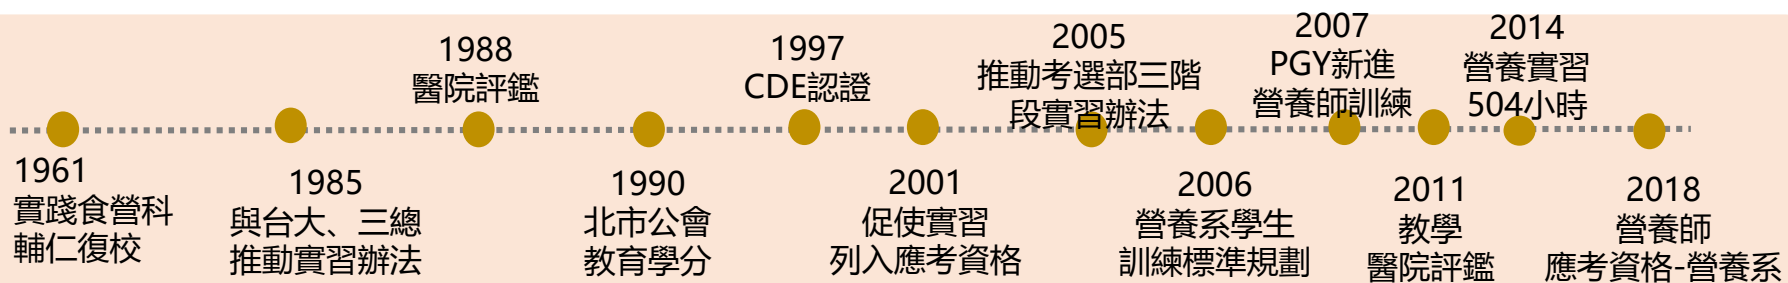 1961
實踐食營科
輔仁復校
1985
與台大、三總
推動實習辦法
1988
醫院評鑑
1990
北市公會
教育學分
1997
CDE認證
2001
促使實習
列入應考資格
2005
推動考選部三階
段實習辦法
2006
營養系學生
訓練標準規劃
2007
PGY新進
營養師訓練
2011
教學
醫院評鑑
2014
營養實習
504小時
2018
營養師
應考資格-營養系